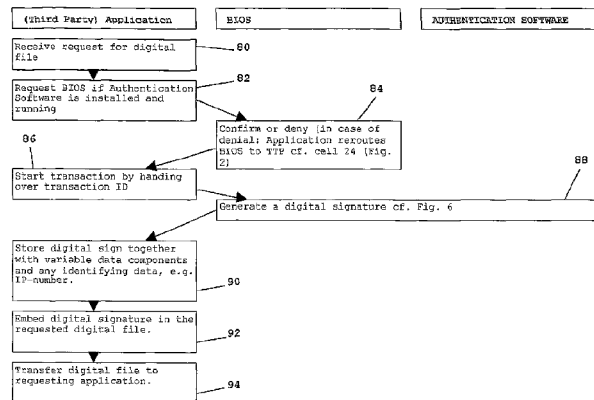 (Third Party) Application
BIOS
AUTHENTICATION SOFTWARE
Receive request for digital
file
80
Request BIOS if Authentication
Software is installed and
running
82
84
Confirm or deny (in case of
denial: Application reroutes
BIOS to TTP cf. cell 24 (Fig.
2)
86
Start transaction by handing
over transaction ID
88
Generate a digital signature cf. Fig. 6
Store digital sign together
with variable data components
and any identifying data, e.g.
IP-number.
90
Embed digital signature in the
requested digital file.
92
Transfer digital file to
requesting application.
94